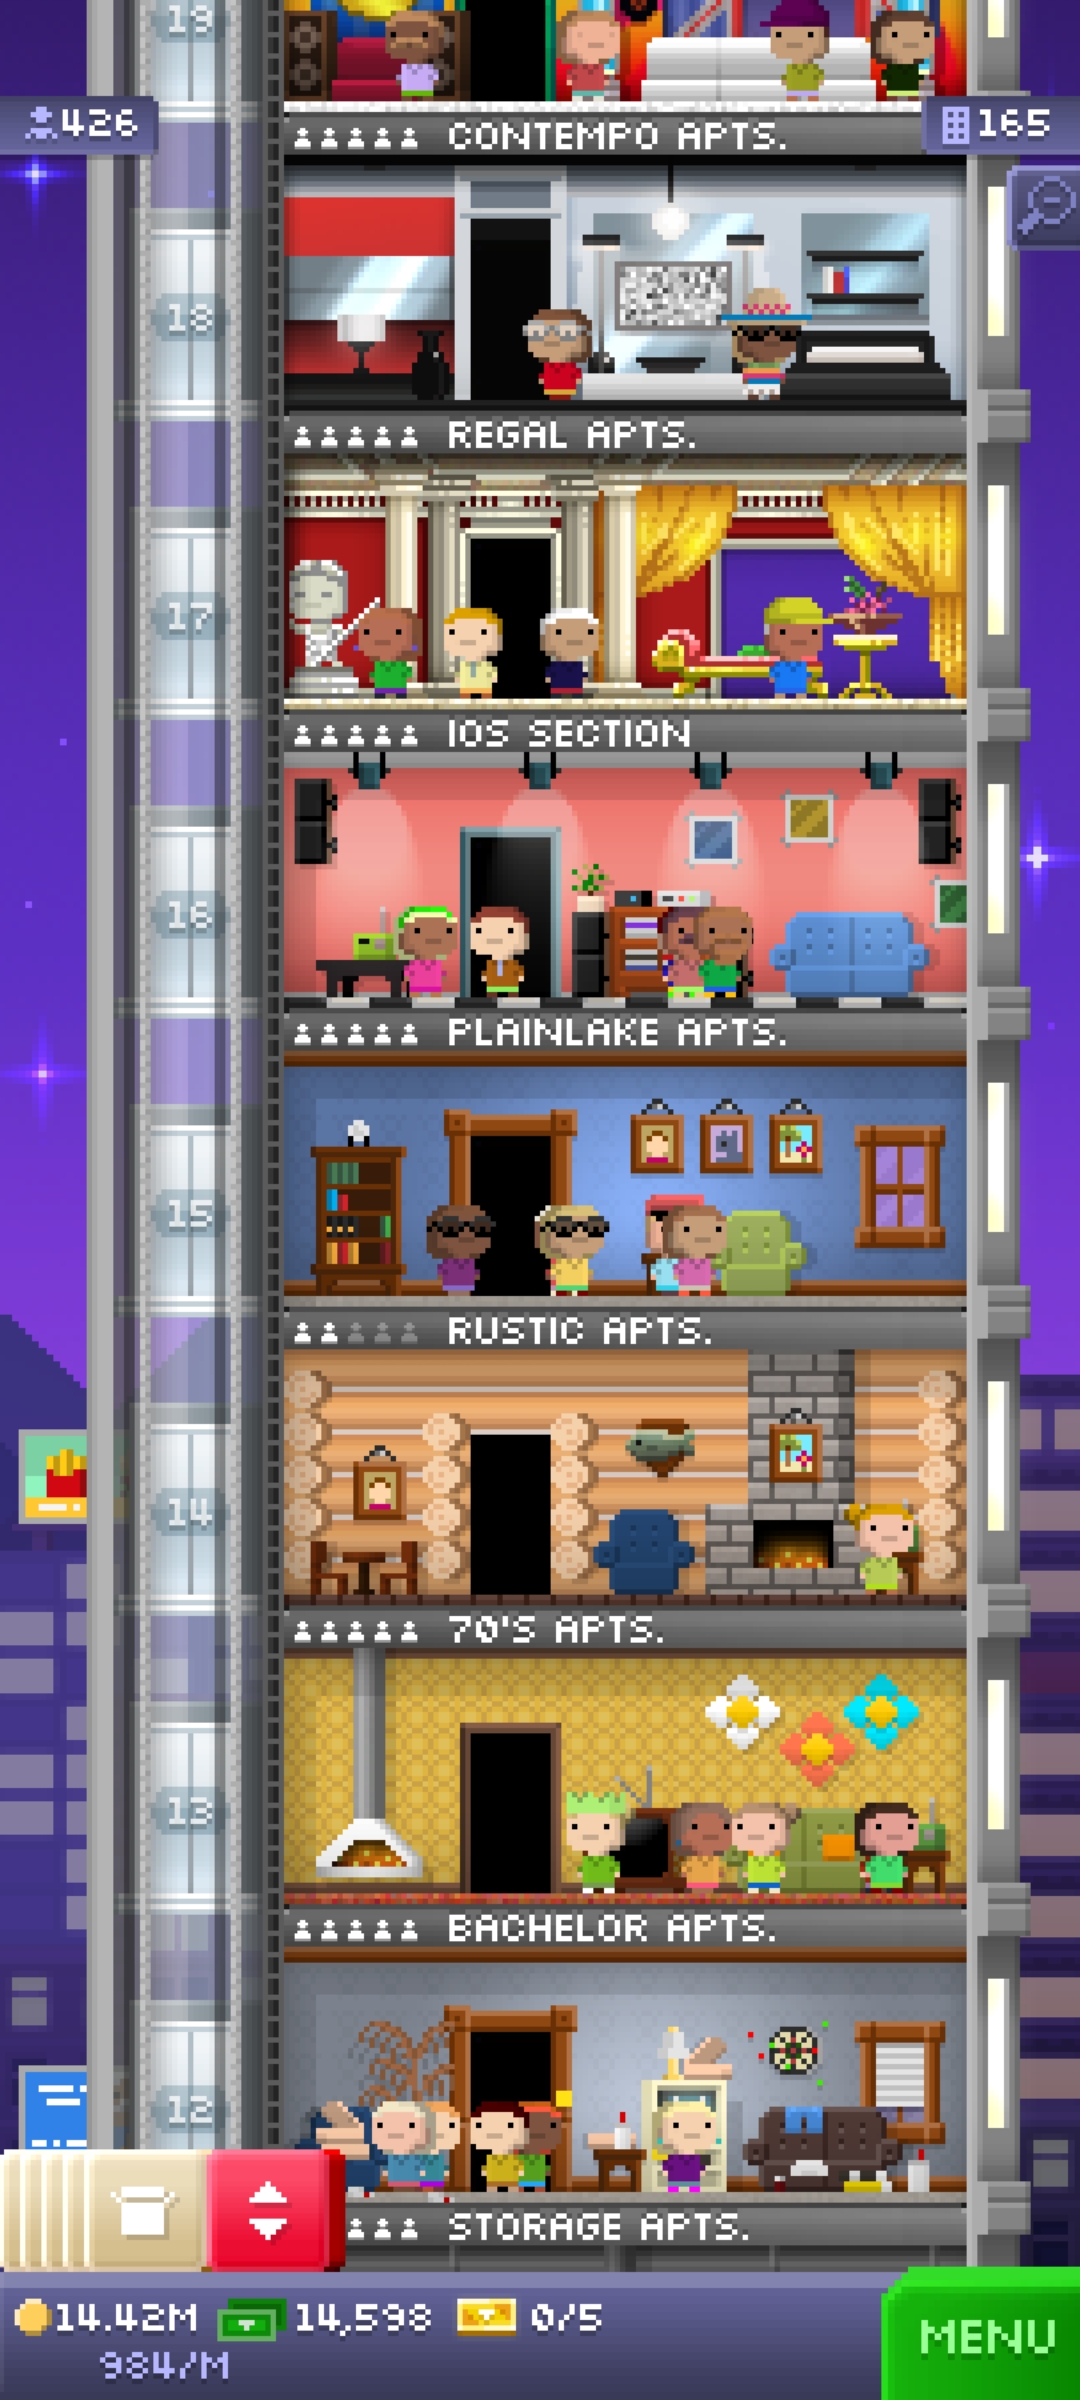 19
426
165
CONTEMPO APTS.
18
REGAL APTS.
17
IOS SECTION
16
PLAINLAKE APTS.
15
RUSTIC APTS.
14
70'S APTS.
13
BACHELOR APTS.
12
STORAGE APTS.
14.42M 14,598 0/5
984/M
MENU